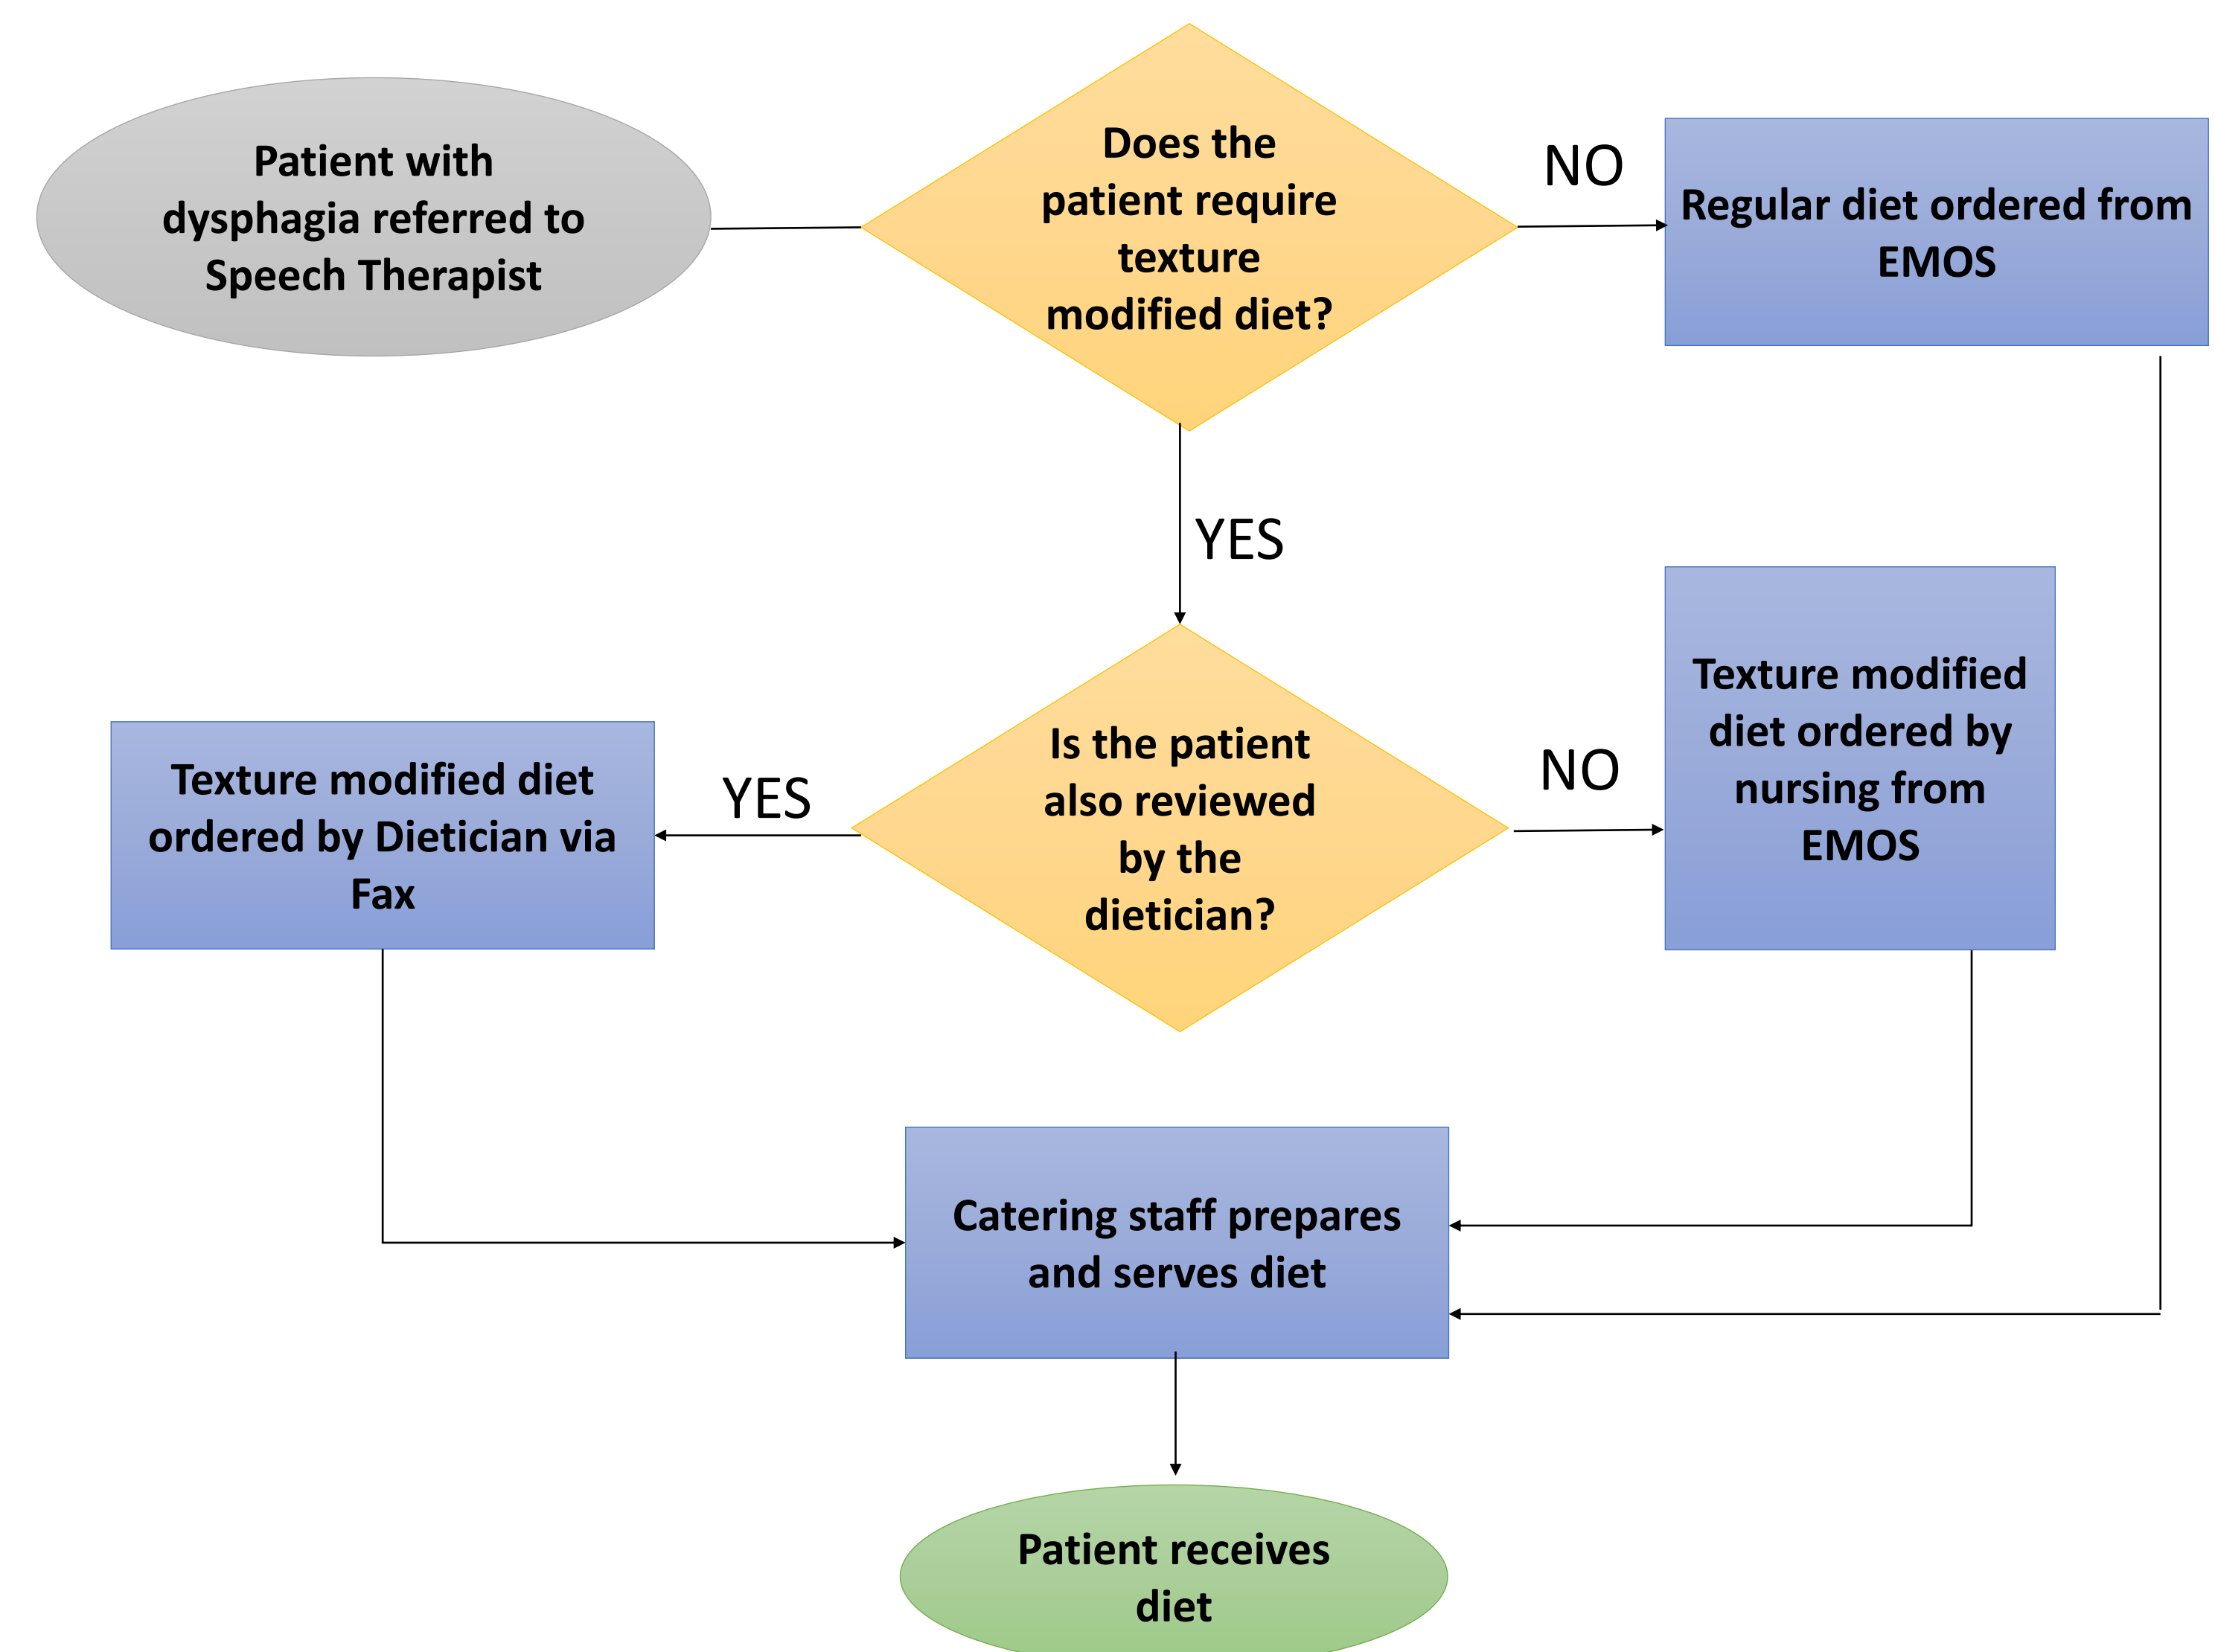 Patient with
dysphagia referred to
Speech Therapist
Does the
patient require
texture
modified diet?
NO
Regular diet ordered from
EMOS
YES
Texture modified diet
ordered by Dietician via
Fax
YES
Is the patient
also reviewed
by the
dietician?
NO
Texture modified
diet ordered by
nursing from
EMOS
Catering staff prepares
and serves diet
Patient receives
diet